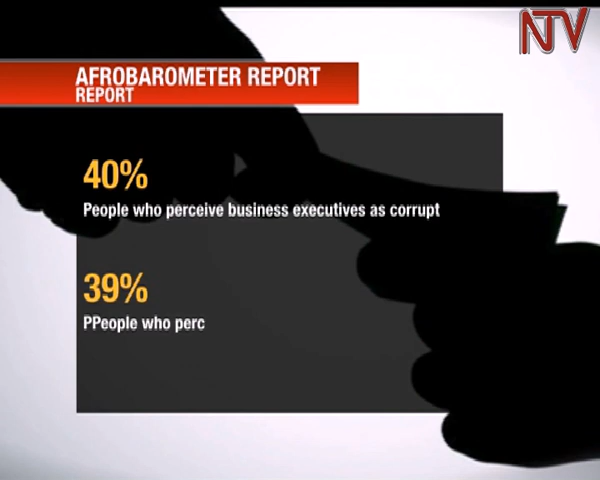 NTV
AFROBAROMETER REPORT
REPORT
40%
People who perceive business executives as corrupt
39%
PPeople who perc